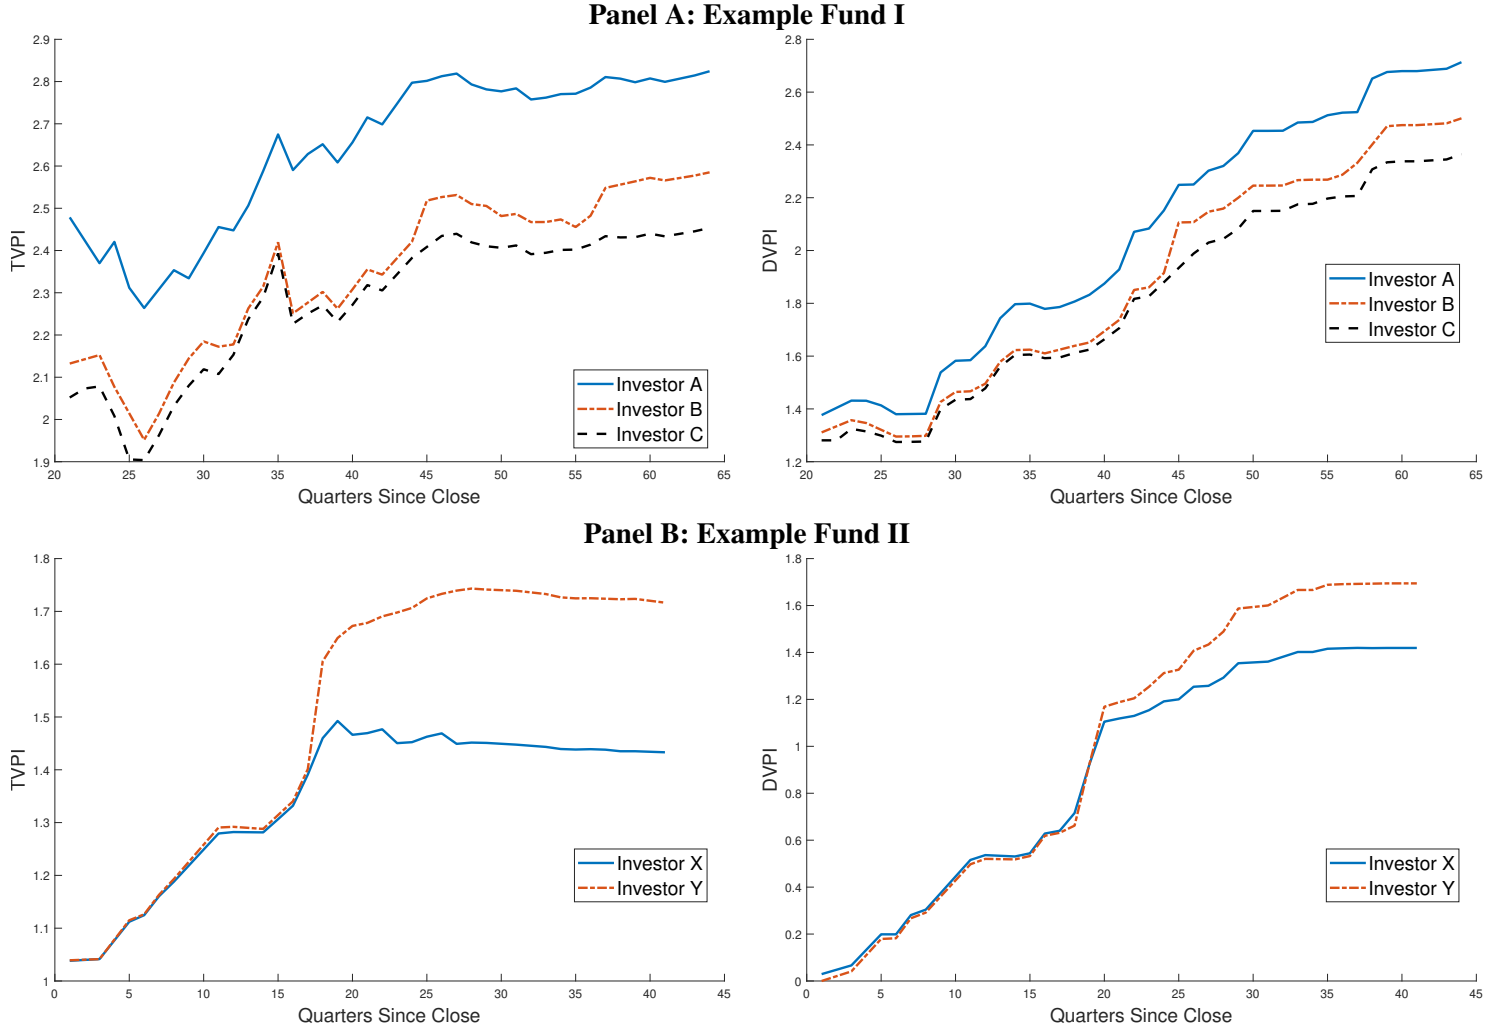 Panel A: Example Fund I
2.9
2.8
2.7
2.6
2.5
2.4
2.3
2.2
2.1
2
1.9
TVPI
20 25 30 35 40 45 50 55 60 65
Quarters Since Close
Investor A
Investor B
Investor C
2.8
2.6
2.4
2.2
2
1.8
1.6
1.4
1.2
DVPI
20 25 30 35 40 45 50 55 60 65
Quarters Since Close
Investor A
Investor B
Investor C
Panel B: Example Fund II
1.8
1.7
1.6
1.5
1.4
1.3
1.2
1.1
1
TVPI
0 5 10 15 20 25 30 35 40 45
Quarters Since Close
Investor X
Investor Y
1.8
1.6
1.4
1.2
1
0.8
0.6
0.4
0.2
0
DVPI
0 5 10 15 20 25 30 35 40 45
Quarters Since Close
Investor X
Investor Y